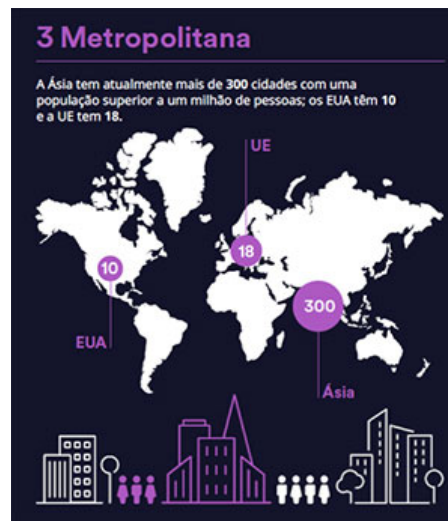 3 Metropolitana
A Ásia tem atualmente mais de 300 cidades com uma
população superior a um milhão de pessoas; os EUA têm 10
e a UE tem 18.
UE
18
10
300
EUA
Ásia